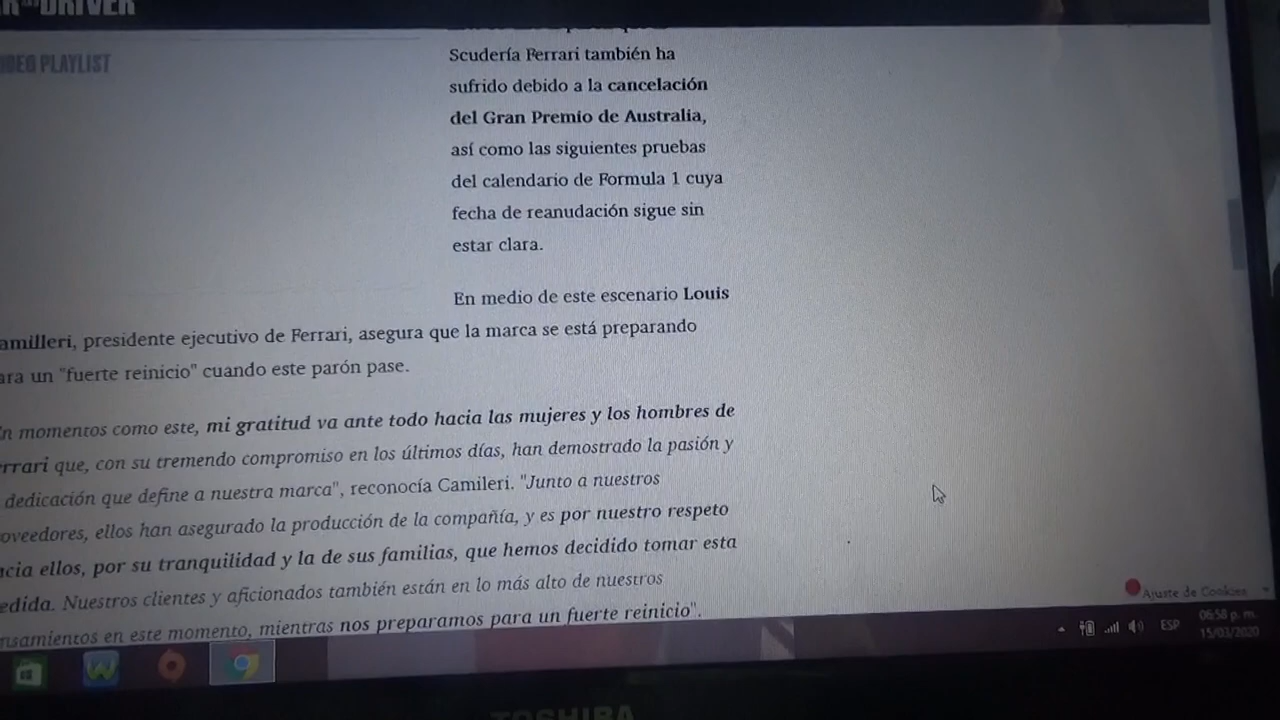 DRIVER
PLAYLIST
Scudería Ferrari también ha
sufrido debido a la cancelación
del Gran Premio de Australia,
así como las siguientes pruebas
del calendario de Formula 1 cuya
fecha de reanudación sigue sin
estar clara.
En medio de este escenario Louis
amilleri, presidente ejecutivo de Ferrari, asegura que la marca se está preparando
ara un "fuerte reinicio" cuando este parón pase.
En momentos como este, mi gratitud va ante todo hacia las mujeres y los hombres de
errari que, con su tremendo compromiso en los últimos días, han demostrado la pasión y
dedicación que define a nuestra marca", reconocía Camileri. "Junto a nuestros
oveedores, ellos han asegurado la producción de la compañía, y es por nuestro respeto
acia ellos, por su tranquilidad y la de sus familias, que hemos decidido tomar esta
edida. Nuestros clientes y aficionados también están en lo más alto de nuestros
nsamientos en este momento, mientras nos preparamos para un fuerte reinicio".
Ajuste de Cookies
ESP
06:58 p. m.
15/03/2020
TOSHIBA